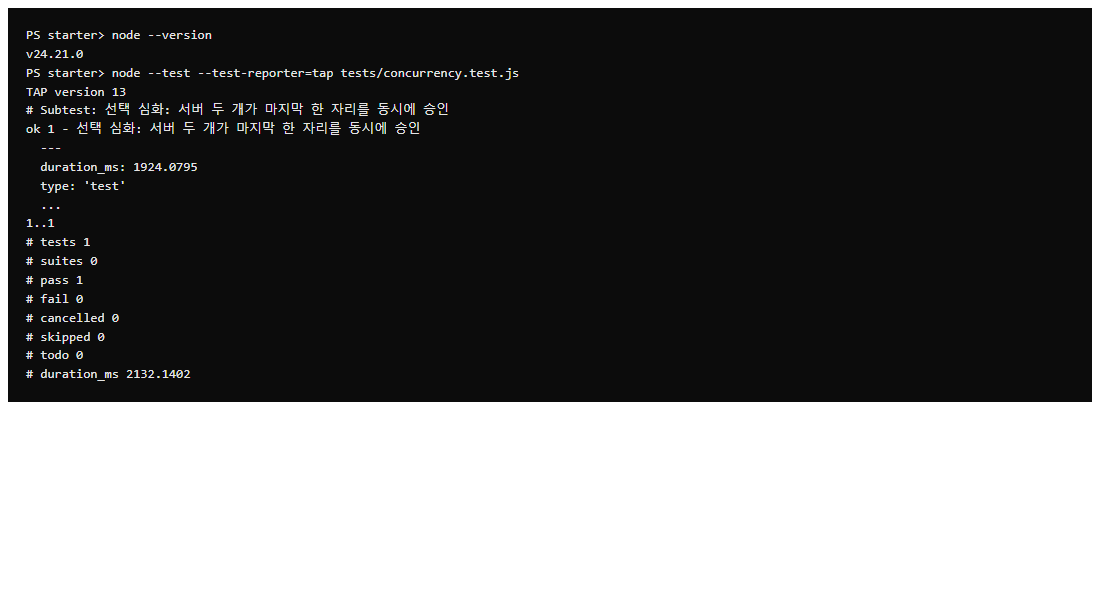 PS starter> node --version
v24.21.0
PS starter> node --test --test-reporter=tap tests/concurrency.test.js
TAP version 13
# Subtest: 선택 심화: 서버 두 개가 마지막 한 자리를 동시에 승인
ok 1 - 선택 심화: 서버 두 개가 마지막 한 자리를 동시에 승인
  ---
  duration_ms: 1924.0795
  type: 'test'
  ...
1..1
# tests 1
# suites 0
# pass 1
# fail 0
# cancelled 0
# skipped 0
# todo 0
# duration_ms 2132.1402